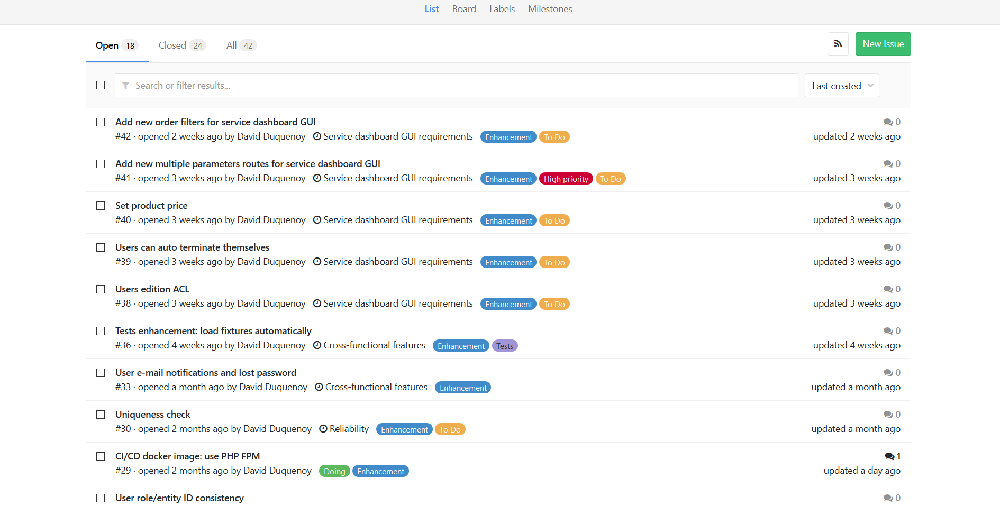 List Board Labels Milestones
Open 18 Closed 24 All 42 New Issue
Search or filter results... Last created
Add new order filters for service dashboard GUI 0
#42 · opened 2 weeks ago by David Duquenoy Service dashboard GUI requirements Enhancement To Do updated 2 weeks ago
Add new multiple parameters routes for service dashboard GUI 0
#41 · opened 3 weeks ago by David Duquenoy Service dashboard GUI requirements Enhancement High priority To Do updated 3 weeks ago
Set product price 0
#40 · opened 3 weeks ago by David Duquenoy Service dashboard GUI requirements Enhancement To Do updated 3 weeks ago
Users can auto terminate themselves 0
#39 · opened 3 weeks ago by David Duquenoy Service dashboard GUI requirements Enhancement To Do updated 3 weeks ago
Users edition ACL 0
#38 · opened 3 weeks ago by David Duquenoy Service dashboard GUI requirements Enhancement To Do updated 3 weeks ago
Tests enhancement: load fixtures automatically 0
#36 · opened 4 weeks ago by David Duquenoy Cross-functional features Enhancement Tests updated 4 weeks ago
User e-mail notifications and lost password 0
#33 · opened a month ago by David Duquenoy Cross-functional features Enhancement updated a month ago
Uniqueness check 0
#30 · opened 2 months ago by David Duquenoy Reliability Enhancement To Do updated a month ago
CI/CD docker image: use PHP FPM 1
#29 · opened 2 months ago by David Duquenoy Doing Enhancement updated a day ago
User role/entity ID consistency 0